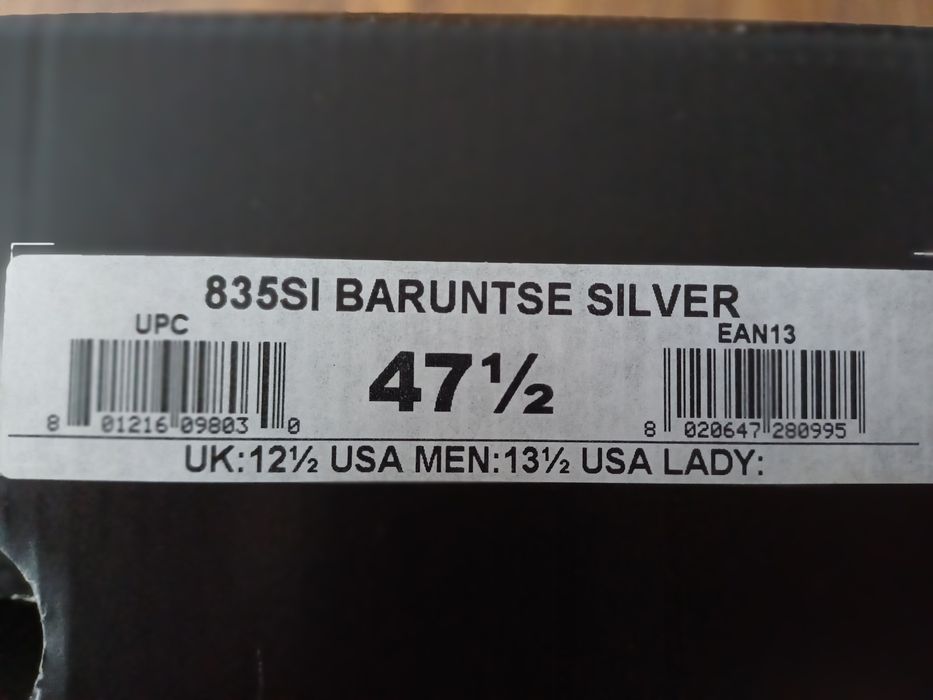 835SI BARUNTSE SILVER
UPC
EAN13
47½
8 01216 09803 0
8 020647 280995
UK:12½ USA MEN:13½ USA LADY: